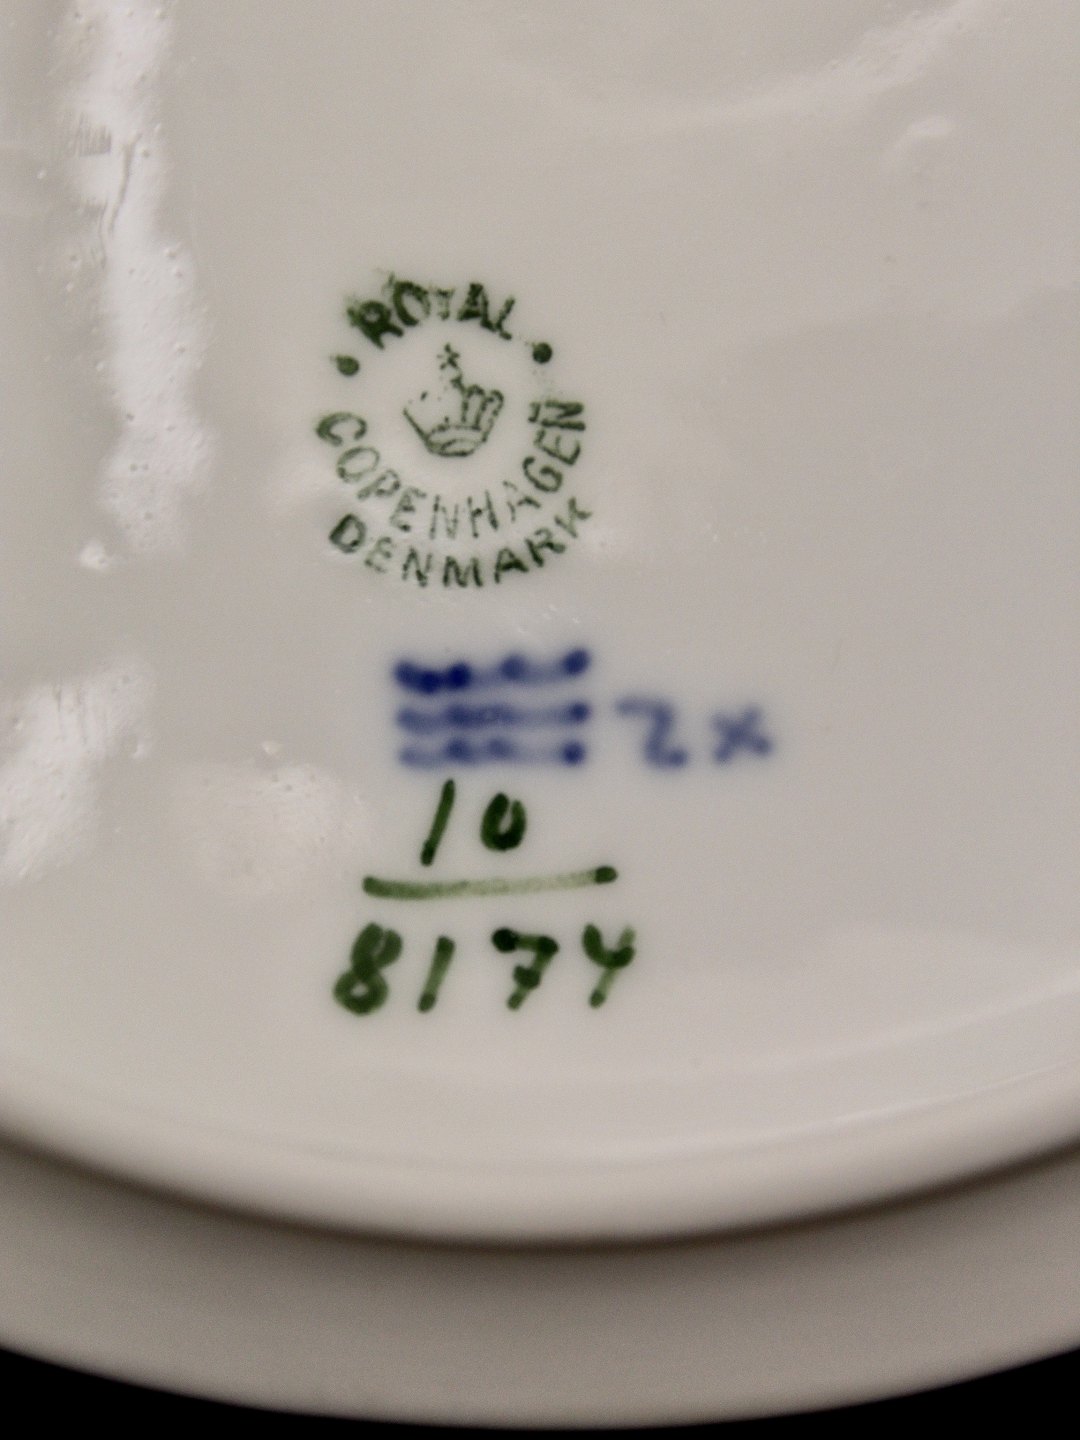 ROYAL
COPENHAGEN
DENMARK
2x
10
8174